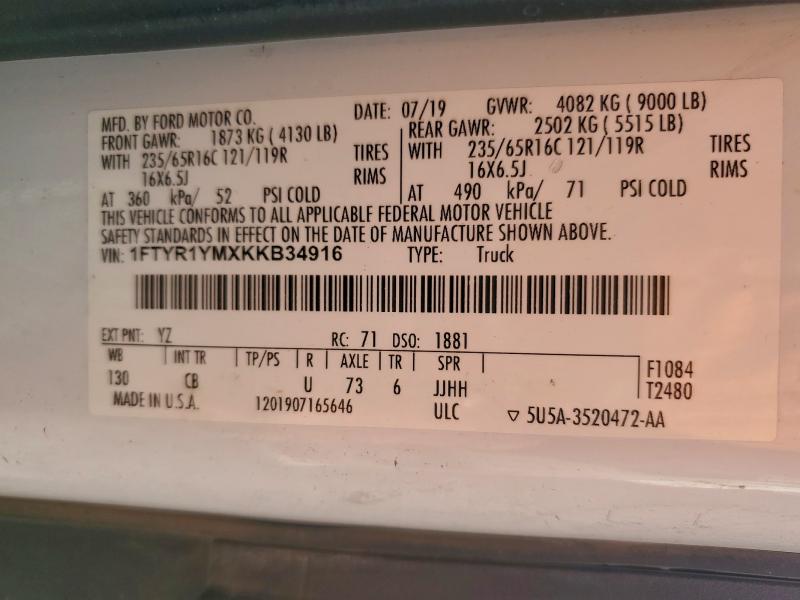 MFD. BY FORD MOTOR CO. DATE: 07/19 GVWR: 4082 KG ( 9000 LB)
FRONT GAWR: 1873 KG ( 4130 LB) REAR GAWR: 2502 KG ( 5515 LB)
WITH 235/65R16C 121/119R TIRES WITH 235/65R16C 121/119R TIRES
16X6.5J RIMS 16X6.5J RIMS
AT 360 kPa/ 52 PSI COLD AT 490 kPa/ 71 PSI COLD
THIS VEHICLE CONFORMS TO ALL APPLICABLE FEDERAL MOTOR VEHICLE
SAFETY STANDARDS IN EFFECT ON THE DATE OF MANUFACTURE SHOWN ABOVE.
VIN: 1FTYR1YMXKKB34916 TYPE: Truck
EXT PNT: YZ RC: 71 DSO: 1881
WB INT TR TP/PS R AXLE TR SPR F1084
130 CB U 73 6 JJHH T2480
MADE IN U.S.A. 1201907165646 ULC ▽ 5U5A-3520472-AA